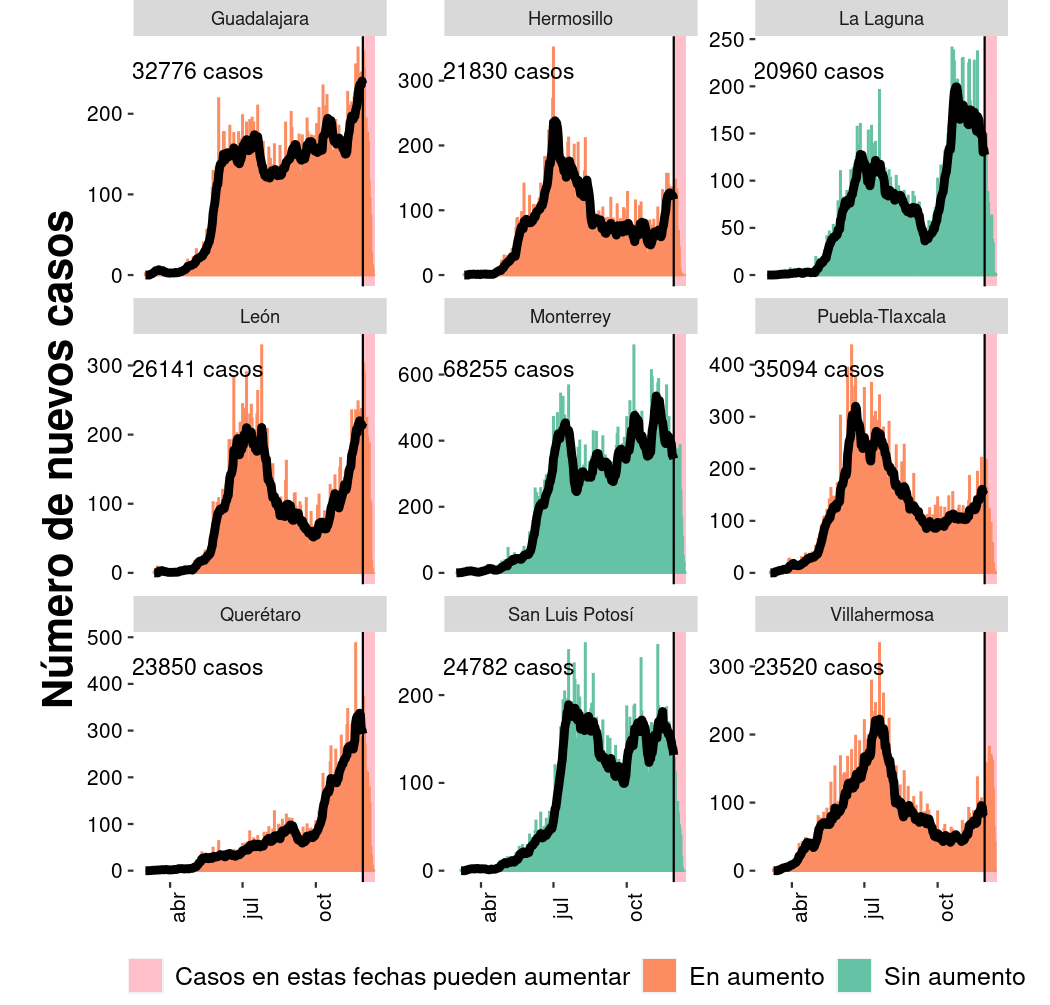 Número de nuevos casos
Guadalajara
Hermosillo
La Laguna
32776 casos
21830 casos
20960 casos
200
100
0
300
200
100
0
250
200
150
100
50
0
León
Monterrey
Puebla-Tlaxcala
26141 casos
68255 casos
35094 casos
300
200
100
0
600
400
200
0
400
300
200
100
0
Querétaro
San Luis Potosí
Villahermosa
23850 casos
24782 casos
23520 casos
500
400
300
200
100
0
200
100
0
300
200
100
0
abr jul oct
abr jul oct
abr jul oct
Casos en estas fechas pueden aumentar En aumento Sin aumento